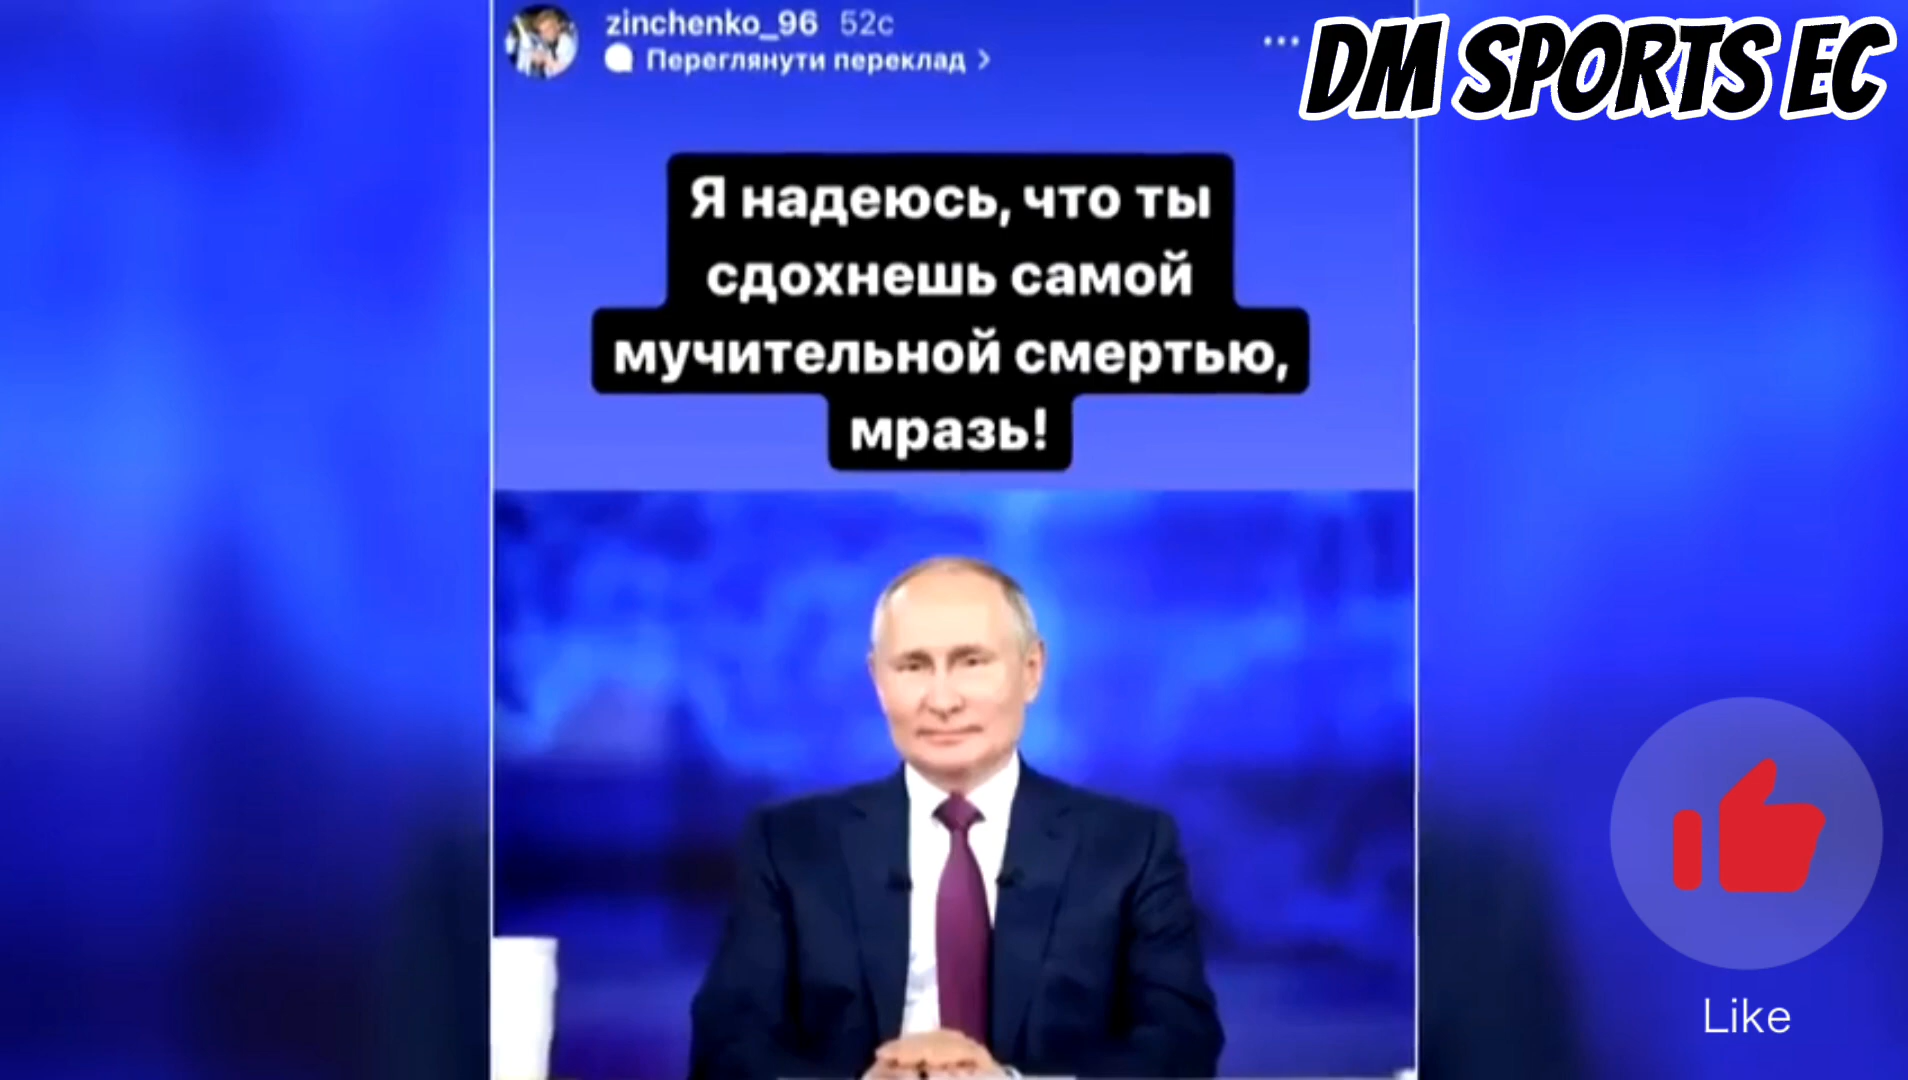 zinchenko_96 52с
Переглянути переклад >
DM SPORTS EC
Я надеюсь, что ты
сдохнешь самой
мучительной смертью,
мразь!
Like